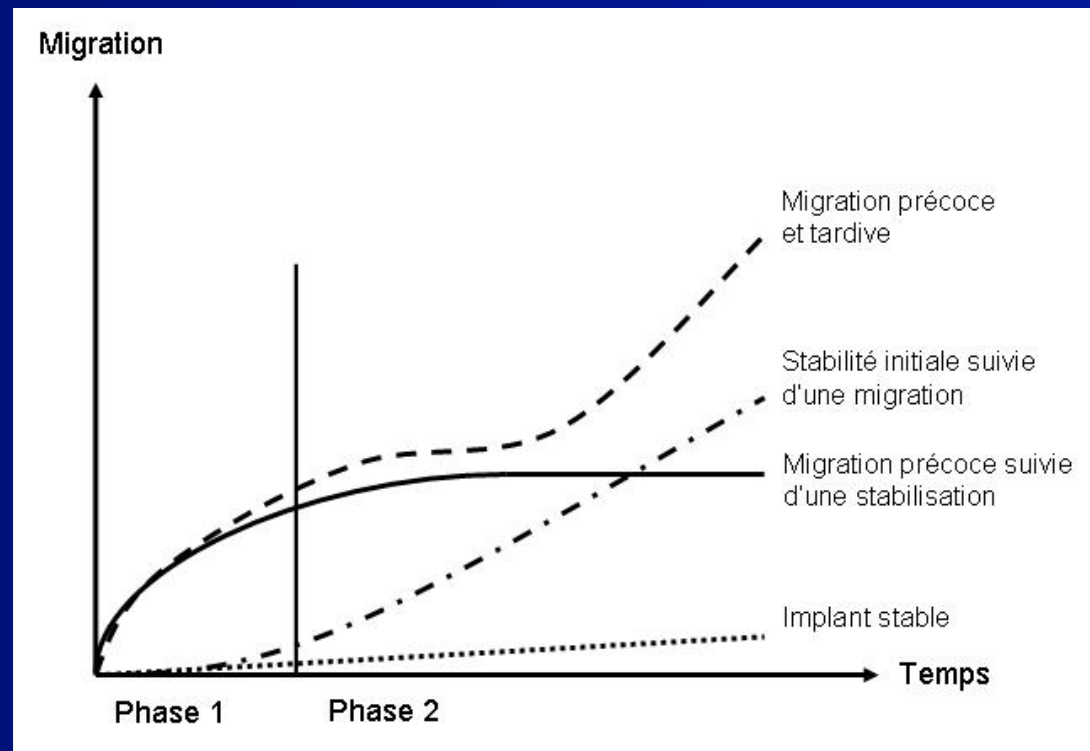 Migration
Migration précoce
et tardive
Stabilité initiale suivie
d'une migration
Migration précoce suivie
d'une stabilisation
Implant stable
Temps
Phase 1
Phase 2